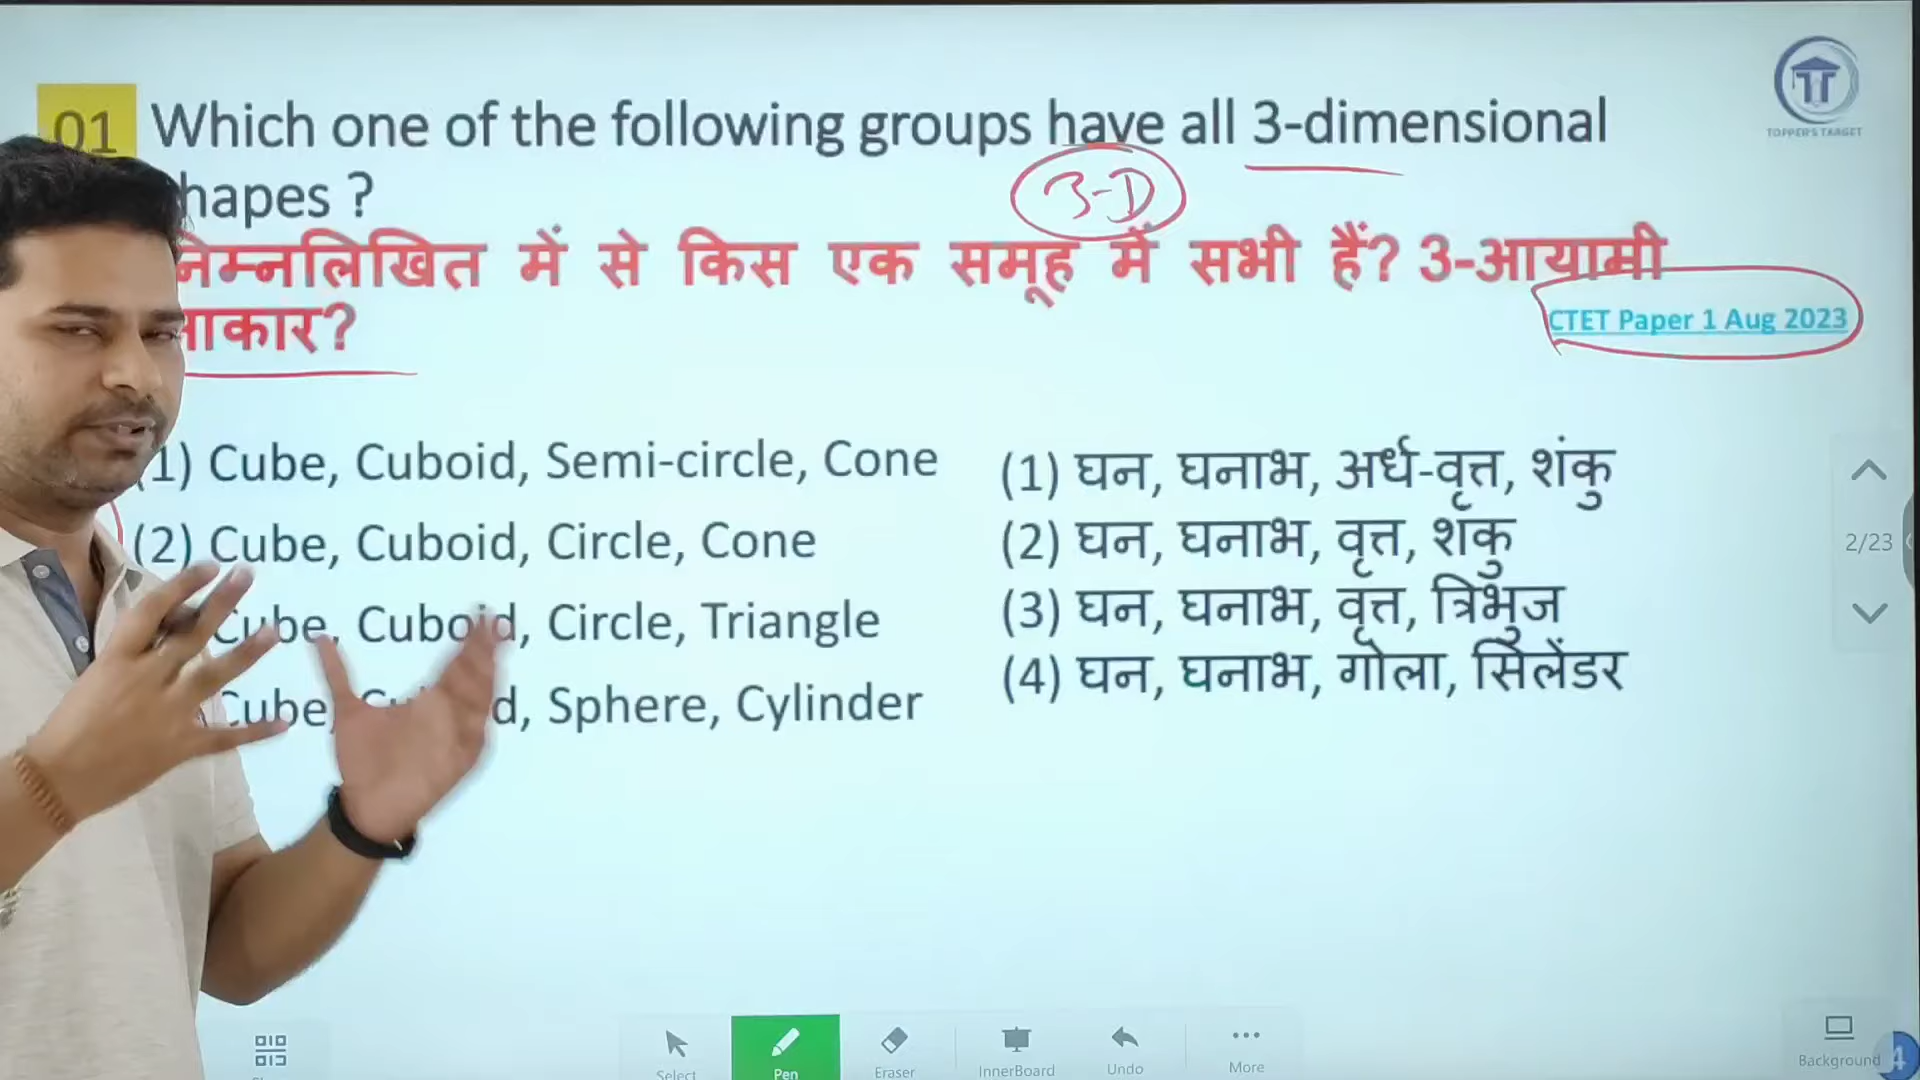 01 Which one of the following groups have all 3-dimensional
hapes ?
3-D
निम्नलिखित में से किस एक समूह में सभी हैं? 3-आयामी
आकार?
CTET Paper 1 Aug 2023
TOPPER'S TARGET
(1) Cube, Cuboid, Semi-circle, Cone
(2) Cube, Cuboid, Circle, Cone
Cube, Cuboid, Circle, Triangle
Cube, Sphere, Cylinder
(1) घन, घनाभ, अर्ध-वृत्त, शंकु
(2) घन, घनाभ, वृत्त, शंकु
(3) घन, घनाभ, वृत्त, त्रिभुज
(4) घन, घनाभ, गोला, सिलेंडर
2/23
Select
Pen
Eraser
InnerBoard
Undo
More
Background
4